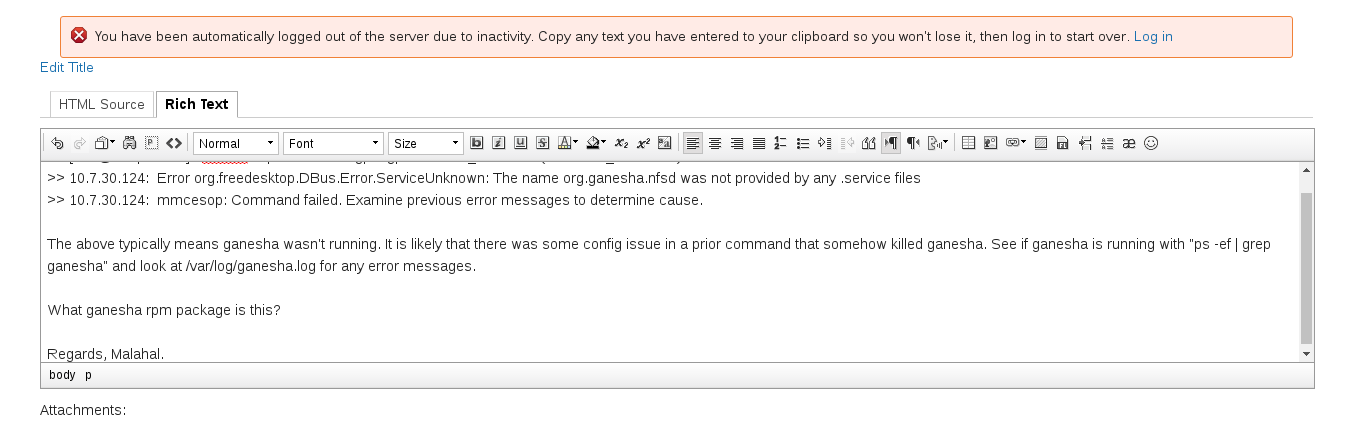 You have been automatically logged out of the server due to inactivity. Copy any text you have entered to your clipboard so you won't lose it, then log in to start over. Log in
Edit Title
HTML Source Rich Text
Normal Font Size
>> 10.7.30.124:  Error org.freedesktop.DBus.Error.ServiceUnknown: The name org.ganesha.nfsd was not provided by any .service files
>> 10.7.30.124:  mmcesop: Command failed. Examine previous error messages to determine cause.
The above typically means ganesha wasn't running. It is likely that there was some config issue in a prior command that somehow killed ganesha. See if ganesha is running with "ps -ef | grep
ganesha" and look at /var/log/ganesha.log for any error messages.
What ganesha rpm package is this?
Regards, Malahal.
body p
Attachments: